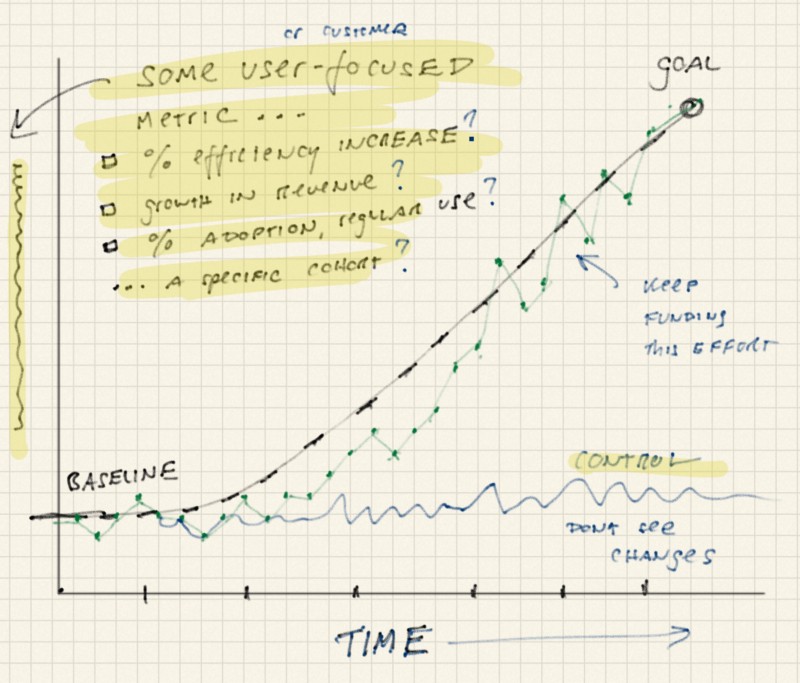 or customer
Some user-focused
metric ...
% efficiency increase?
growth in revenue?
% adoption, regular use?
... a specific cohort?
GOAL
Keep
funding
this effort
BASELINE
CONTROL
Dont see
changes
TIME